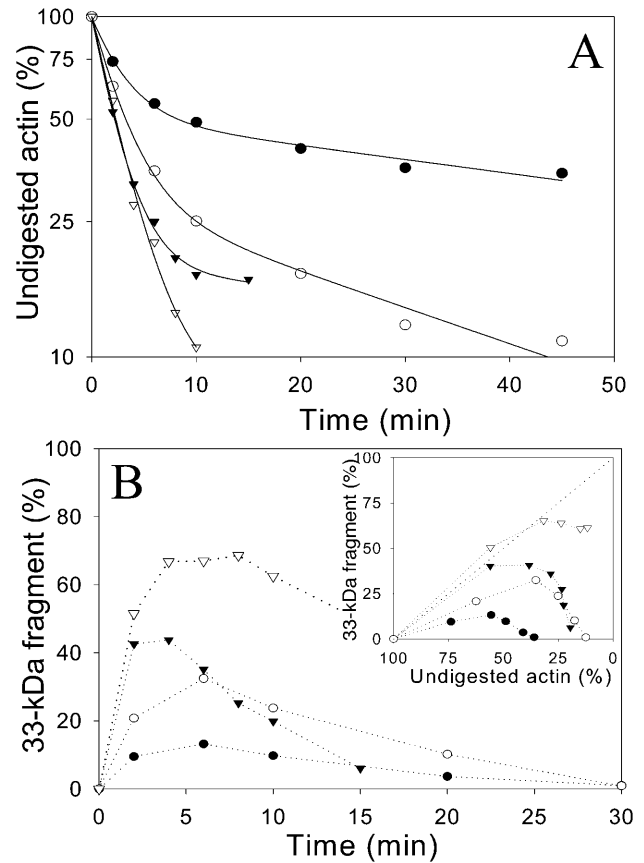 A
Undigested actin (%)
100
75
50
25
10
0 10 20 30 40 50
Time (min)
B
33-kDa fragment (%)
100
80
60
40
20
0
0 5 10 15 20 25 30
Time (min)
33-kDa fragment (%)
100
75
50
25
0
100 75 50 25 0
Undigested actin (%)